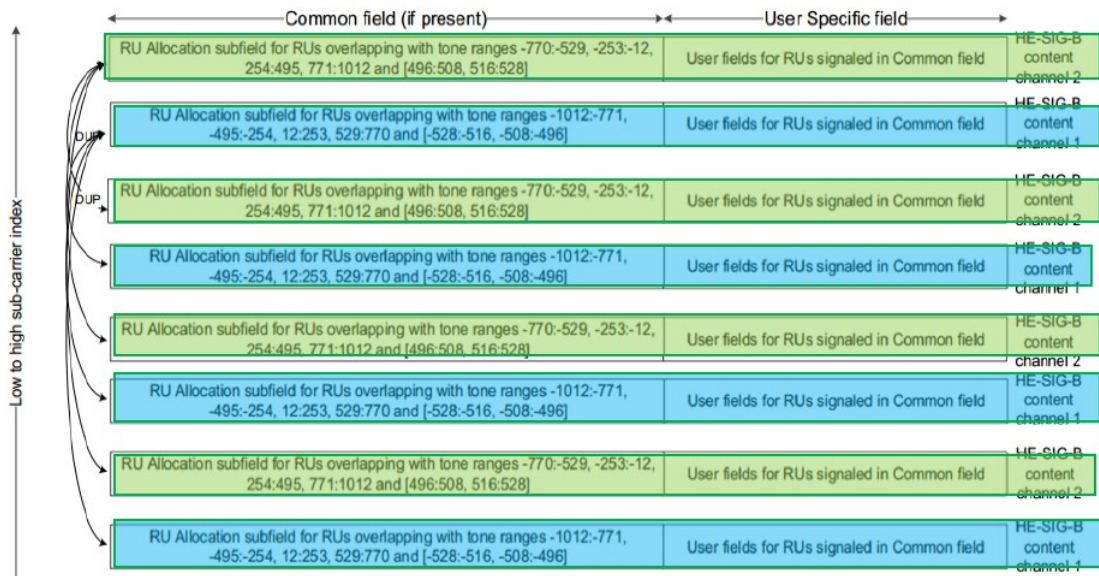 Common field (if present)
User Specific field
Low to high sub-carrier index
RU Allocation subfield for RUs overlapping with tone ranges -770:-529, -253:-12,
254:495, 771:1012 and [496:508, 516:528]
User fields for RUs signaled in Common field
HE-SIG-B
content
channel 2
DUP
RU Allocation subfield for RUs overlapping with tone ranges -1012:-771,
-495:-254, 12:253, 529:770 and [-528:-516, -508:-496]
User fields for RUs signaled in Common field
HE-SIG-B
content
channel 1
DUP
RU Allocation subfield for RUs overlapping with tone ranges -770:-529, -253:-12,
254:495, 771:1012 and [496:508, 516:528]
User fields for RUs signaled in Common field
HE-SIG-B
content
channel 2
RU Allocation subfield for RUs overlapping with tone ranges -1012:-771,
-495:-254, 12:253, 529:770 and [-528:-516, -508:-496]
User fields for RUs signaled in Common field
HE-SIG-B
content
channel 1
RU Allocation subfield for RUs overlapping with tone ranges -770:-529, -253:-12,
254:495, 771:1012 and [496:508, 516:528]
User fields for RUs signaled in Common field
HE-SIG-B
content
channel 2
RU Allocation subfield for RUs overlapping with tone ranges -1012:-771,
-495:-254, 12:253, 529:770 and [-528:-516, -508:-496]
User fields for RUs signaled in Common field
HE-SIG-B
content
channel 1
RU Allocation subfield for RUs overlapping with tone ranges -770:-529, -253:-12,
254:495, 771:1012 and [496:508, 516:528]
User fields for RUs signaled in Common field
HE-SIG-B
content
channel 2
RU Allocation subfield for RUs overlapping with tone ranges -1012:-771,
-495:-254, 12:253, 529:770 and [-528:-516, -508:-496]
User fields for RUs signaled in Common field
HE-SIG-B
content
channel 1